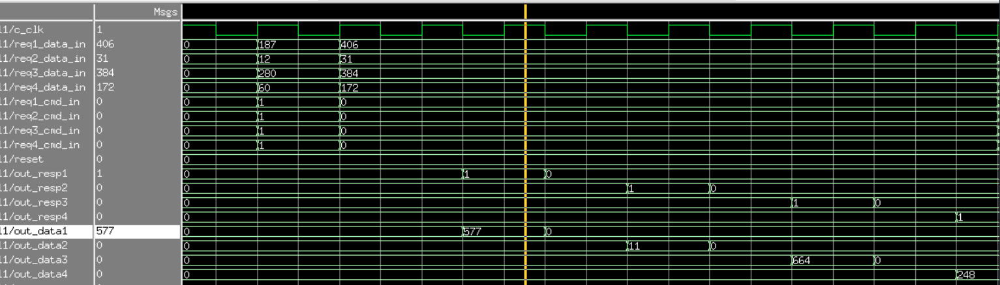 Msgs
l1/c_clk 1
l1/req1_data_in 406 0 187 406
l1/req2_data_in 31 0 12 31
l1/req3_data_in 384 0 280 384
l1/req4_data_in 172 0 60 172
l1/req1_cmd_in 0 0 1 0
l1/req2_cmd_in 0 0 1 0
l1/req3_cmd_in 0 0 1 0
l1/req4_cmd_in 0 0 1 0
l1/reset 0 0
l1/out_resp1 1 0 1 0
l1/out_resp2 0 0 1 0
l1/out_resp3 0 0 1 0
l1/out_resp4 0 0 1
l1/out_data1 577 0 577 0
l1/out_data2 0 0 11 0
l1/out_data3 0 0 664 0
l1/out_data4 0 0 248